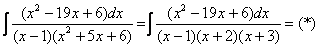 ∫ (x² − 19x + 6)dx / (x − 1)(x² + 5x + 6) = ∫ (x² − 19x + 6)dx / (x − 1)(x + 2)(x + 3) = (*)